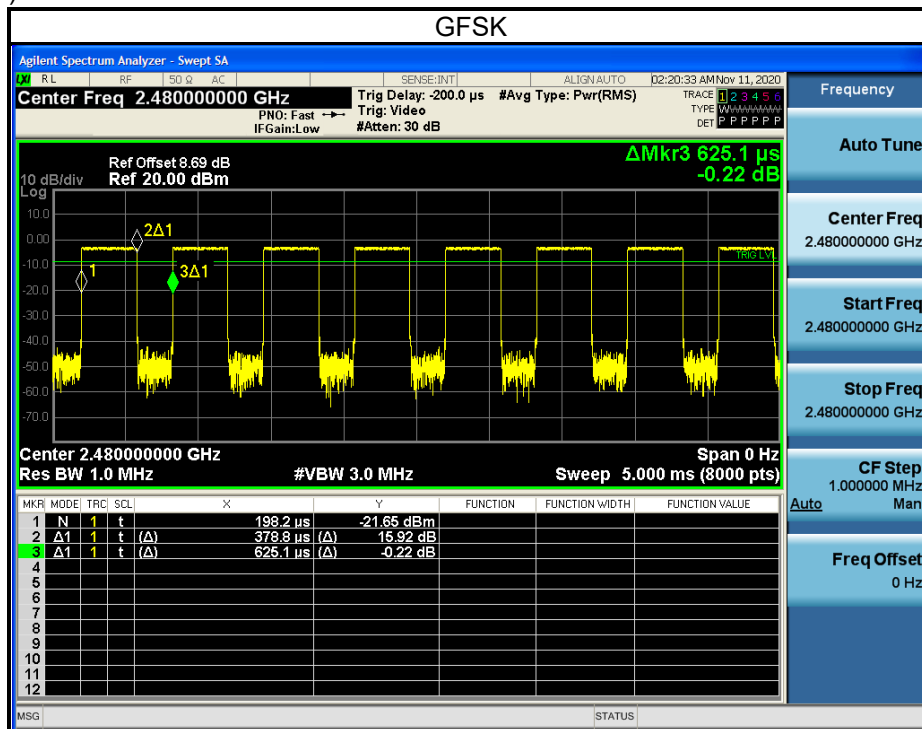 GFSK
Agilent Spectrum Analyzer - Swept SA
LXI RL RF 50 Ω AC SENSE:INT ALIGN AUTO 02:20:33 AM Nov 11, 2020
Center Freq 2.480000000 GHz Trig Delay: -200.0 µs #Avg Type: Pwr(RMS) TRACE 1 2 3 4 5 6
PNO: Fast Trig: Video TYPE WWWWWW
IFGain:Low #Atten: 30 dB DET P P P P P P
Frequency
Auto Tune
Center Freq
2.480000000 GHz
Start Freq
2.480000000 GHz
Stop Freq
2.480000000 GHz
CF Step
1.000000 MHz
Auto Man
Freq Offset
0 Hz
ΔMkr3 625.1 µs
-0.22 dB
Ref Offset 8.69 dB
10 dB/div Ref 20.00 dBm
Log
10.0
0.00
-10.0
-20.0
-30.0
-40.0
-50.0
-60.0
-70.0
1
2Δ1
3Δ1
TRIG LVL
Center 2.480000000 GHz Span 0 Hz
Res BW 1.0 MHz #VBW 3.0 MHz Sweep 5.000 ms (8000 pts)
MKR MODE TRC SCL X Y FUNCTION FUNCTION WIDTH FUNCTION VALUE
1 N 1 t 198.2 µs -21.65 dBm
2 Δ1 1 t (Δ) 378.8 µs (Δ) 15.92 dB
3 Δ1 1 t (Δ) 625.1 µs (Δ) -0.22 dB
4
5
6
7
8
9
10
11
12
MSG STATUS